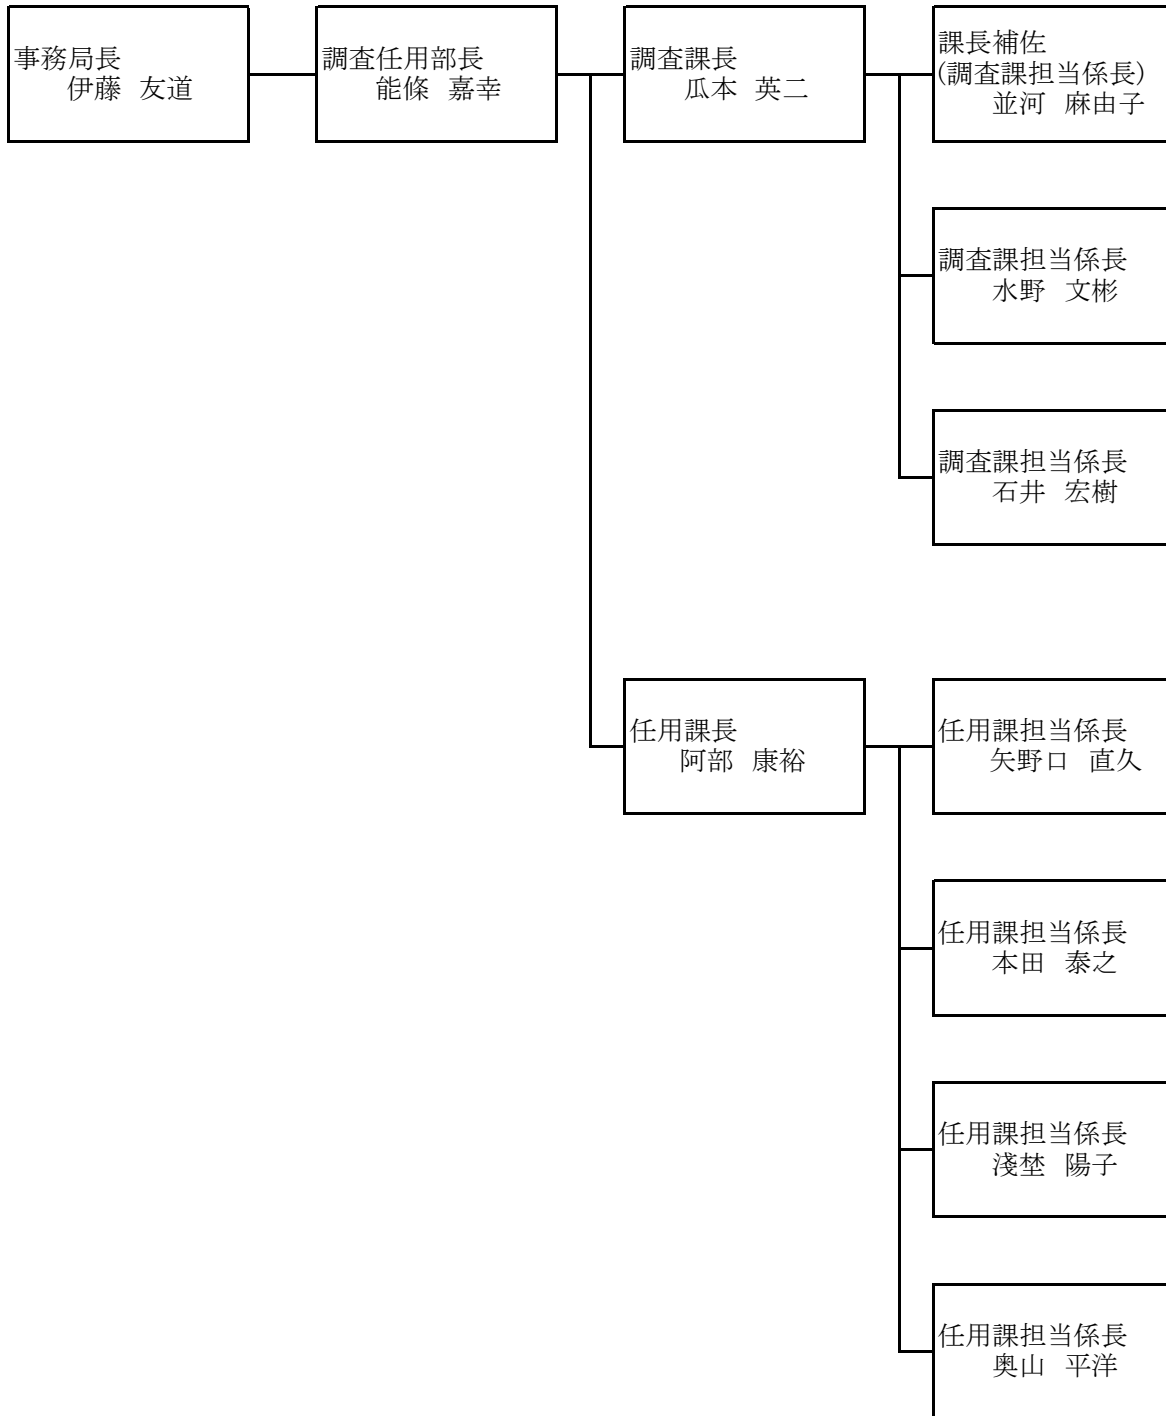 事務局長
伊藤 友道
調査任用部長
能條 嘉幸
調査課長
瓜本 英二
課長補佐
(調査課担当係長)
並河 麻由子
調査課担当係長
水野 文彬
調査課担当係長
石井 宏樹
任用課長
阿部 康裕
任用課担当係長
矢野口 直久
任用課担当係長
本田 泰之
任用課担当係長
淺埜 陽子
任用課担当係長
奥山 平洋